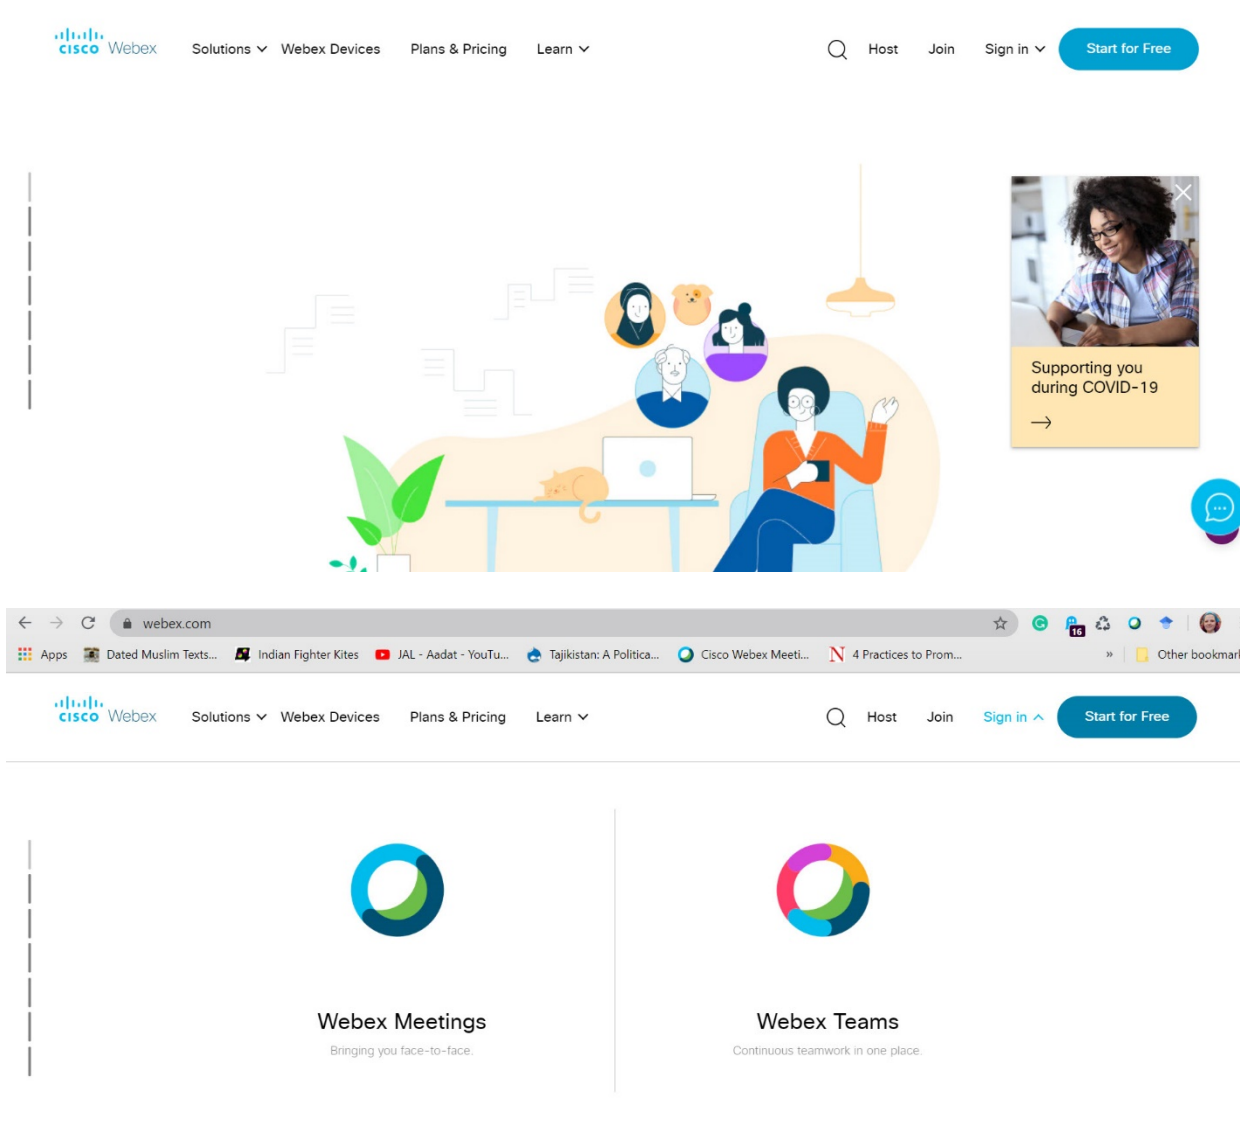 CISCO Webex Solutions Webex Devices Plans & Pricing Learn Host Join Sign in Start for Free
Supporting you
during COVID-19
webex.com
16
Apps Dated Muslim Texts... Indian Fighter Kites JAL - Aadat - YouTu... Tajikistan: A Politica... Cisco Webex Meeti... N 4 Practices to Prom... » Other bookmark
CISCO Webex Solutions Webex Devices Plans & Pricing Learn Host Join Sign in Start for Free
Webex Meetings
Bringing you face-to-face.
Webex Teams
Continuous teamwork in one place.